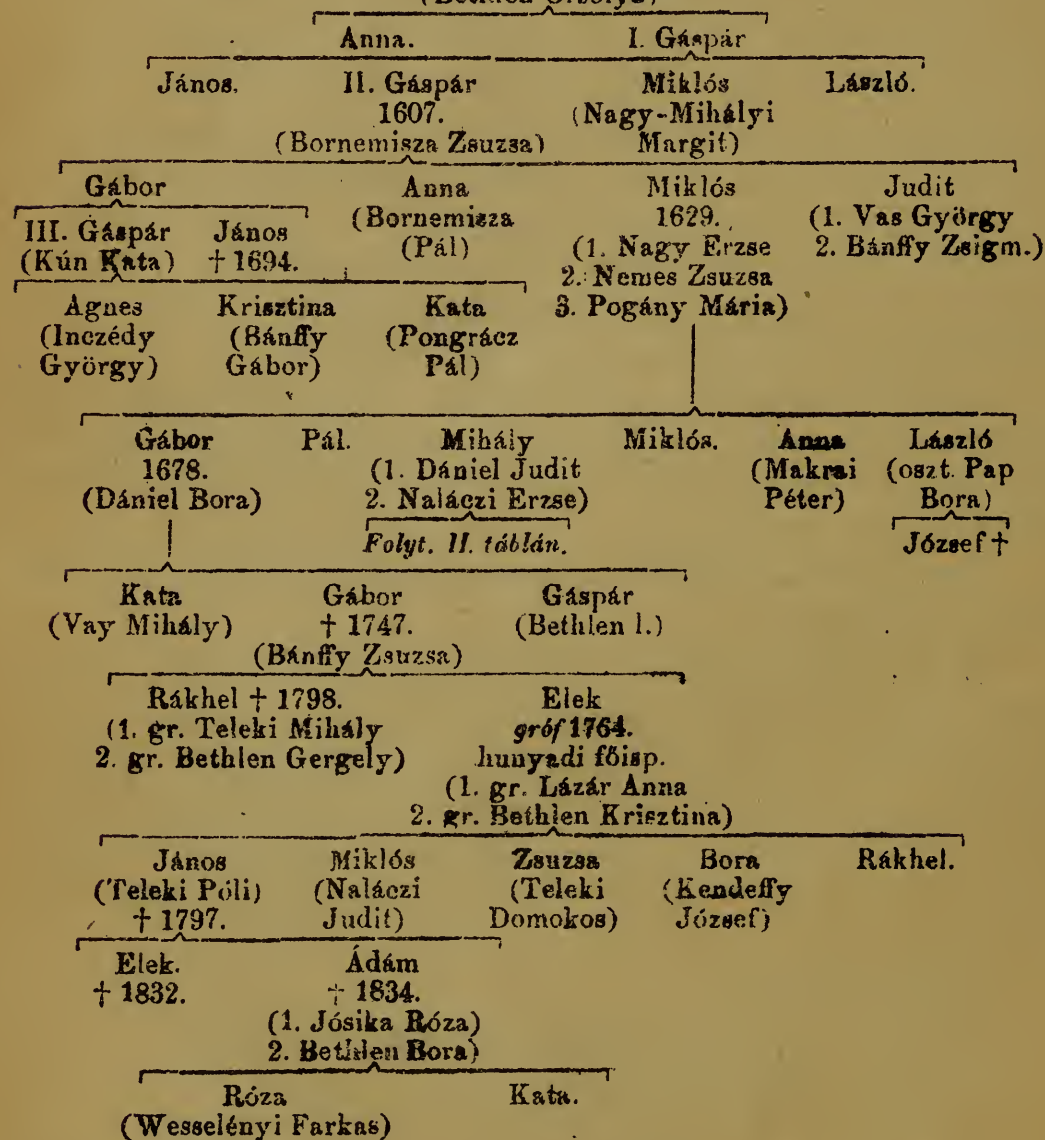 Anna. I. Gáspár
János. II. Gáspár Miklós László.
1607. (Nagy-Mihályi
(Bornemisza Zsuzsa) Margit)
Gábor Anna Miklós Judit
(Bornemisza 1629. (1. Vas György
III. Gáspár János (Pál) (1. Nagy Erzse 2. Bánffy Zsigm.)
(Kún Kata) † 1694. 2. Nemes Zsuzsa
Agnes Krisztina Kata 3. Pogány Mária)
(Inczédy (Bánffy (Pongrácz
György) Gábor) Pál)
Gábor Pál. Mihály Miklós. Anna László
1678. (1. Dániel Judit (Makrai (oszt. Pap
(Dániel Bora) 2. Naláczi Erzse) Péter) Bora)
Folyt. II. táblán. József †
Kata Gábor Gáspár
(Vay Mihály) † 1747. (Bethlen l.)
(Bánffy Zsuzsa)
Rákhel † 1798. Elek
(1. gr. Teleki Mihály gróf 1764.
2. gr. Bethlen Gergely) hunyadi főisp.
(1. gr. Lázár Anna
2. gr. Bethlen Krisztina)
János Miklós Zsuzsa Bora Rákhel.
(Teleki Póli) (Naláczi (Teleki (Kendeffy
† 1797. Judit) Domokos) József)
Elek. Ádám
† 1832. † 1834.
(1. Jósika Róza)
2. Bethlen Bora)
Róza Kata.
(Wesselényi Farkas)